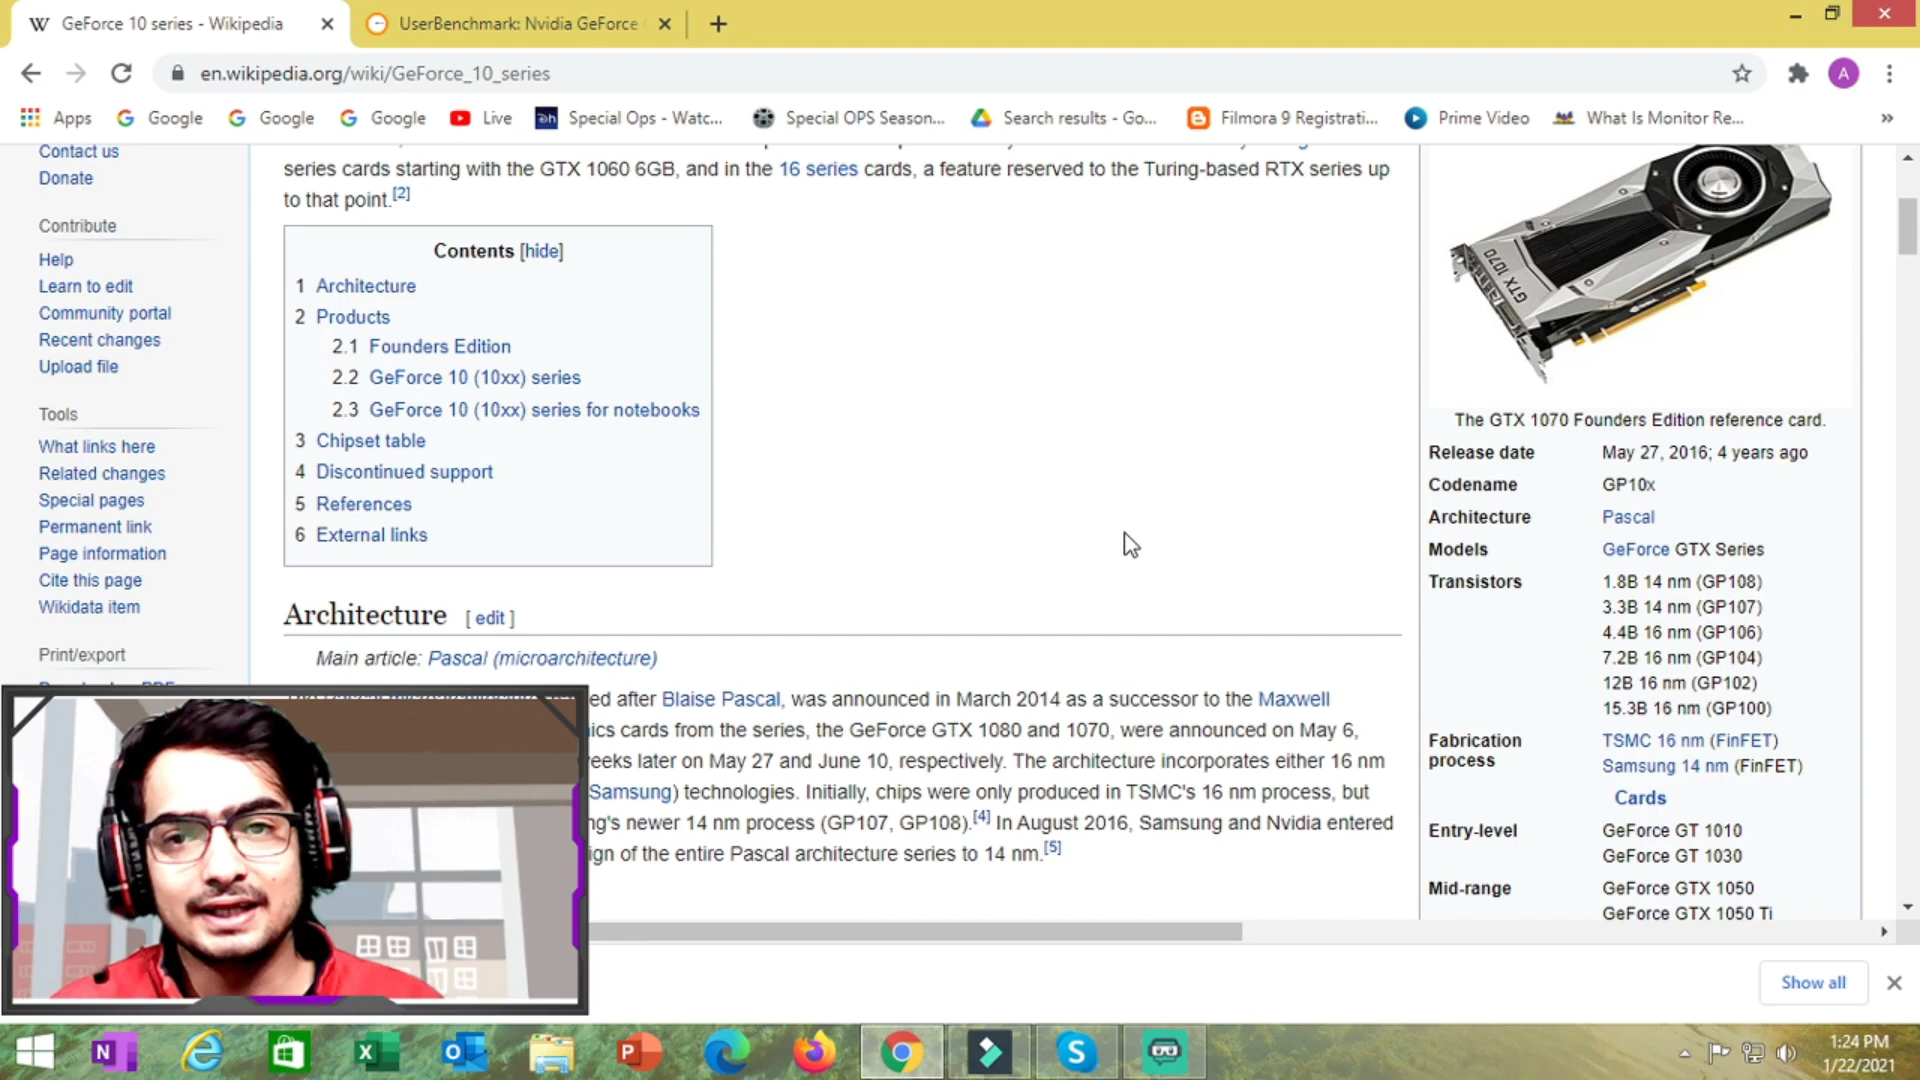 GeForce 10 series - Wikipedia
UserBenchmark: Nvidia GeForce
en.wikipedia.org/wiki/GeForce_10_series
A
Apps
Google
Google
Google
Live
Special Ops - Watc...
Special OPS Season...
Search results - Go...
Filmora 9 Registrati...
Prime Video
What Is Monitor Re...
Contact us
Donate
Contribute
Help
Learn to edit
Community portal
Recent changes
Upload file
Tools
What links here
Related changes
Special pages
Permanent link
Page information
Cite this page
Wikidata item
Print/export
series cards starting with the GTX 1060 6GB, and in the 16 series cards, a feature reserved to the Turing-based RTX series up
to that point.[2]
Contents [hide]
1 Architecture
2 Products
2.1 Founders Edition
2.2 GeForce 10 (10xx) series
2.3 GeForce 10 (10xx) series for notebooks
3 Chipset table
4 Discontinued support
5 References
6 External links
Architecture [ edit ]
Main article: Pascal (microarchitecture)
ed after Blaise Pascal, was announced in March 2014 as a successor to the Maxwell
ics cards from the series, the GeForce GTX 1080 and 1070, were announced on May 6,
eeks later on May 27 and June 10, respectively. The architecture incorporates either 16 nm
Samsung) technologies. Initially, chips were only produced in TSMC's 16 nm process, but
ng's newer 14 nm process (GP107, GP108).[4] In August 2016, Samsung and Nvidia entered
ign of the entire Pascal architecture series to 14 nm.[5]
GTX 1070
The GTX 1070 Founders Edition reference card.
Release date May 27, 2016; 4 years ago
Codename GP10x
Architecture Pascal
Models GeForce GTX Series
Transistors 1.8B 14 nm (GP108)
3.3B 14 nm (GP107)
4.4B 16 nm (GP106)
7.2B 16 nm (GP104)
12B 16 nm (GP102)
15.3B 16 nm (GP100)
Fabrication process TSMC 16 nm (FinFET)
Samsung 14 nm (FinFET)
Cards
Entry-level GeForce GT 1010
GeForce GT 1030
Mid-range GeForce GTX 1050
GeForce GTX 1050 Ti
Show all
1:24 PM
1/22/2021